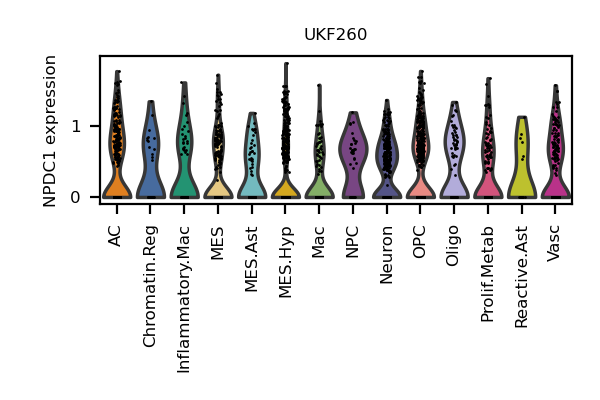 UKF260
NPDC1 expression
1
0
AC
Chromatin.Reg
Inflammatory.Mac
MES
MES.Ast
MES.Hyp
Mac
NPC
Neuron
OPC
Oligo
Prolif.Metab
Reactive.Ast
Vasc